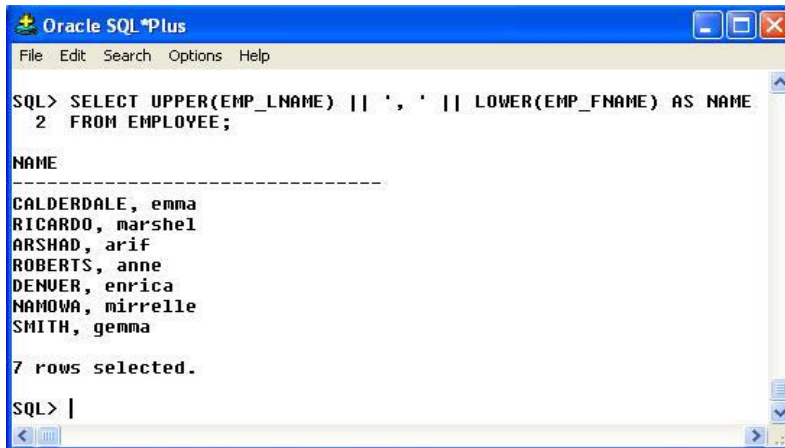 Oracle SQL*Plus
File Edit Search Options Help
SQL> SELECT UPPER(EMP_LNAME) || ', ' || LOWER(EMP_FNAME) AS NAME
2 FROM EMPLOYEE;
NAME
---------------------------------
CALDERDALE, emma
RICARDO, marshel
ARSHAD, arif
ROBERTS, anne
DENVER, enrica
NAMOWA, mirrelle
SMITH, gemma
7 rows selected.
SQL>